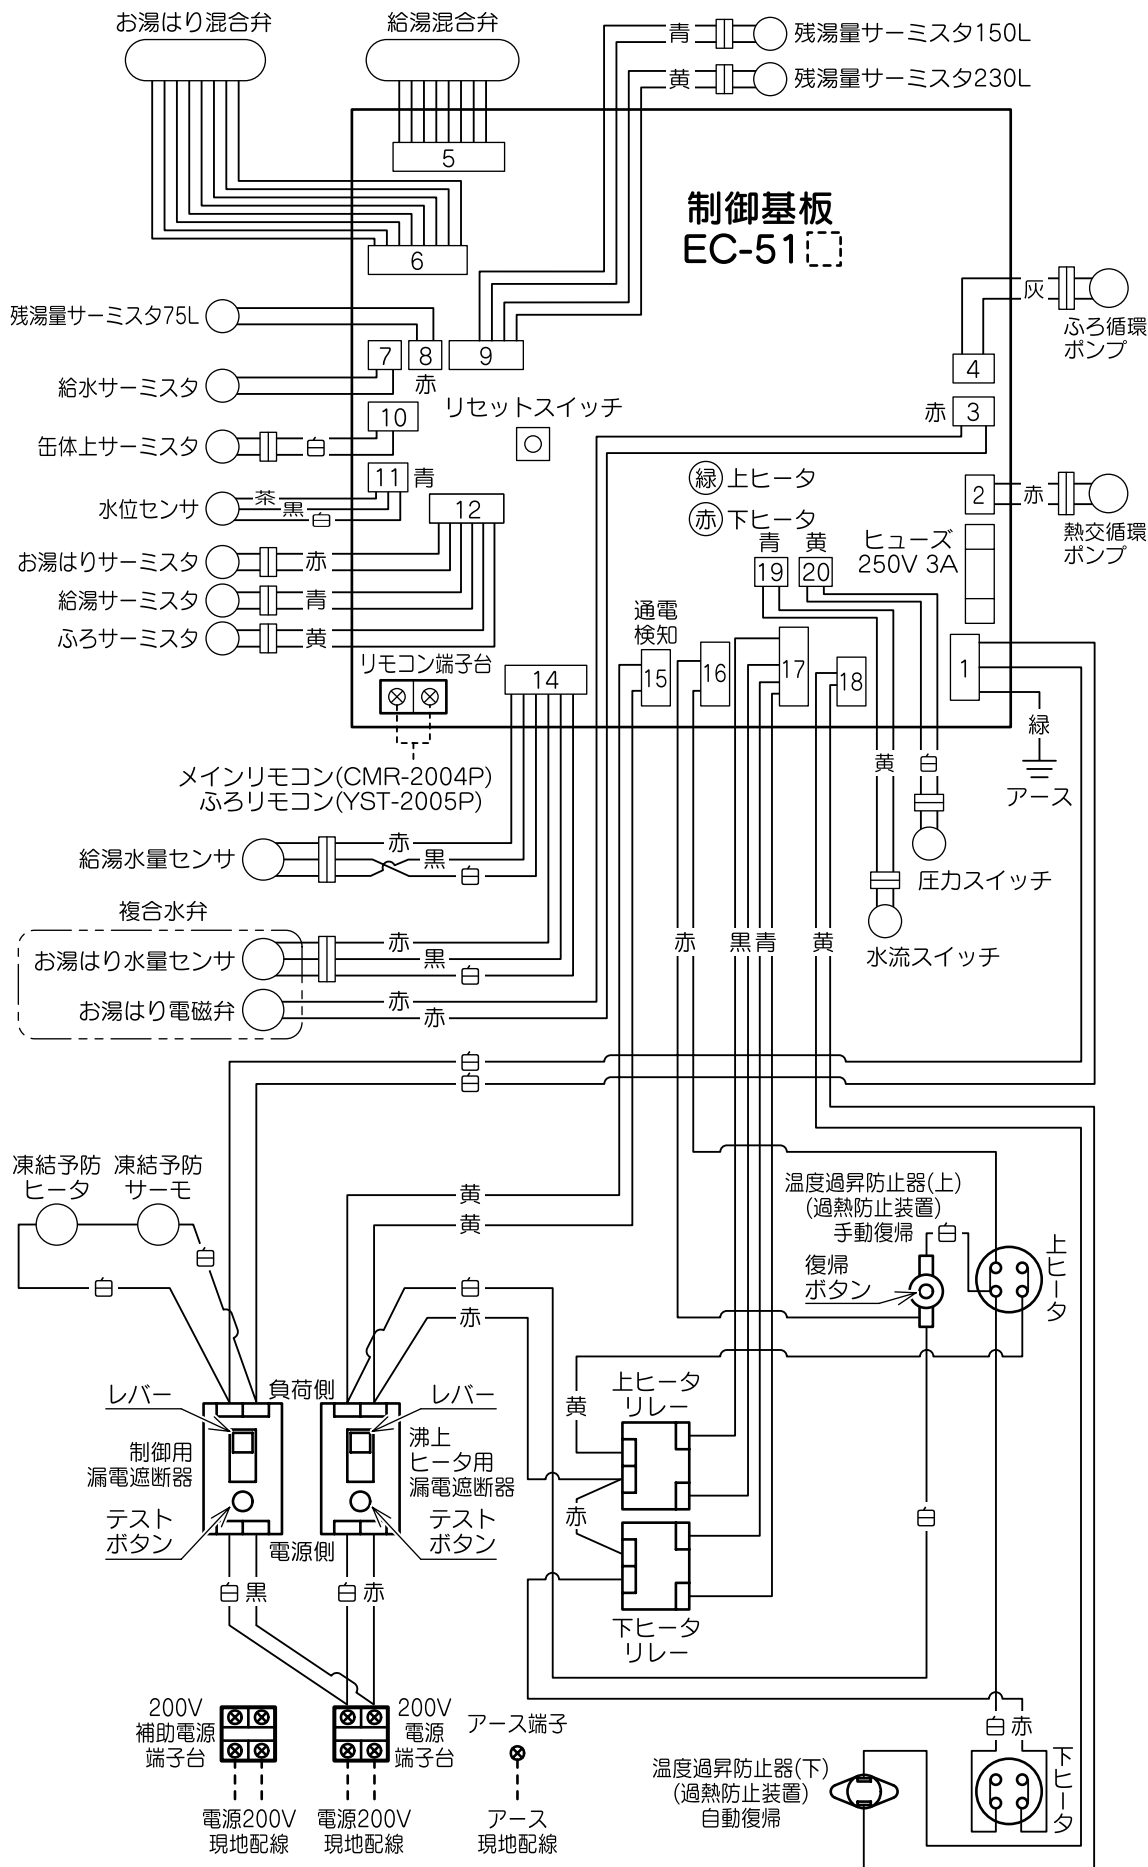 お湯はり混合弁
給湯混合弁
青
残湯量サーミスタ150L
黄
残湯量サーミスタ230L
5
制御基板
EC-51
6
灰
ふろ循環
ポンプ
残湯量サーミスタ75L
7
8
9
赤
4
給水サーミスタ
リセットスイッチ
10
赤
3
缶体上サーミスタ
白
11
青
緑
上ヒータ
2
赤
熱交循環
ポンプ
水位センサ
茶
黒
白
12
赤
下ヒータ
青
黄
ヒューズ
250V 3A
お湯はりサーミスタ
赤
19
20
給湯サーミスタ
青
ふろサーミスタ
黄
通電
検知
リモコン端子台
14
15
16
17
18
1
緑
アース
メインリモコン(CMR-2004P)
ふろリモコン(YST-2005P)
黄
白
給湯水量センサ
赤
黒
白
圧力スイッチ
複合水弁
お湯はり水量センサ
赤
黒
白
赤
黒
青
黄
水流スイッチ
お湯はり電磁弁
赤
赤
白
白
凍結予防
ヒータ
凍結予防
サーモ
黄
黄
温度過昇防止器(上)
(過熱防止装置)
手動復帰
白
上ヒータ
白
白
白
赤
復帰
ボタン
レバー
負荷側
レバー
上ヒータ
リレー
黄
制御用
漏電遮断器
沸上
ヒータ用
漏電遮断器
テスト
ボタン
テスト
ボタン
赤
白
電源側
白
黒
白
赤
下ヒータ
リレー
200V
補助電源
端子台
200V
電源
端子台
アース端子
白
赤
温度過昇防止器(下)
(過熱防止装置)
自動復帰
下ヒータ
電源200V
現地配線
電源200V
現地配線
アース
現地配線